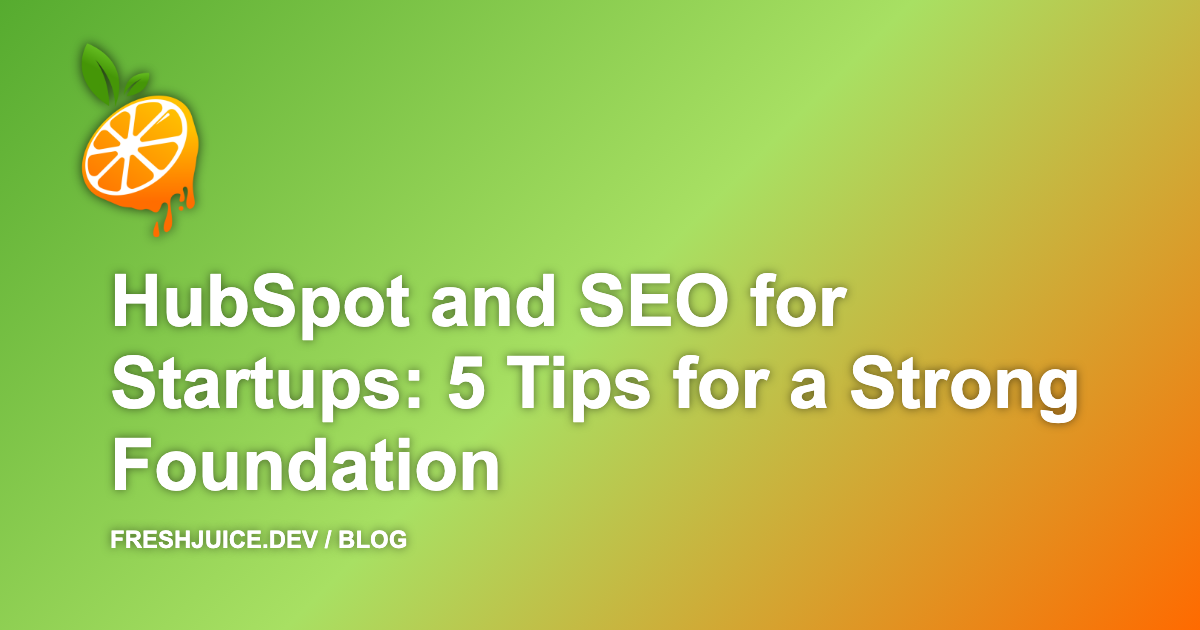 HubSpot and SEO for
Startups: 5 Tips for a Strong
Foundation
FRESHJUICE.DEV / BLOG